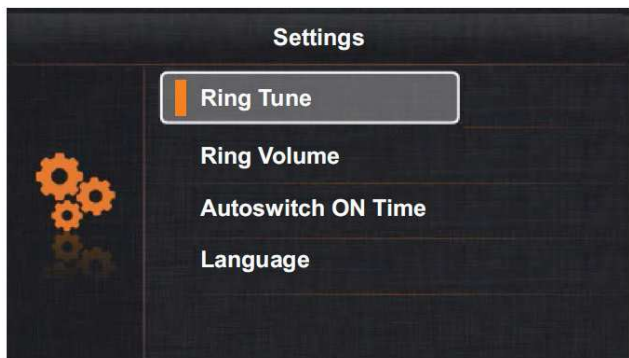 Settings
Ring Tune
Ring Volume
Autoswitch ON Time
Language